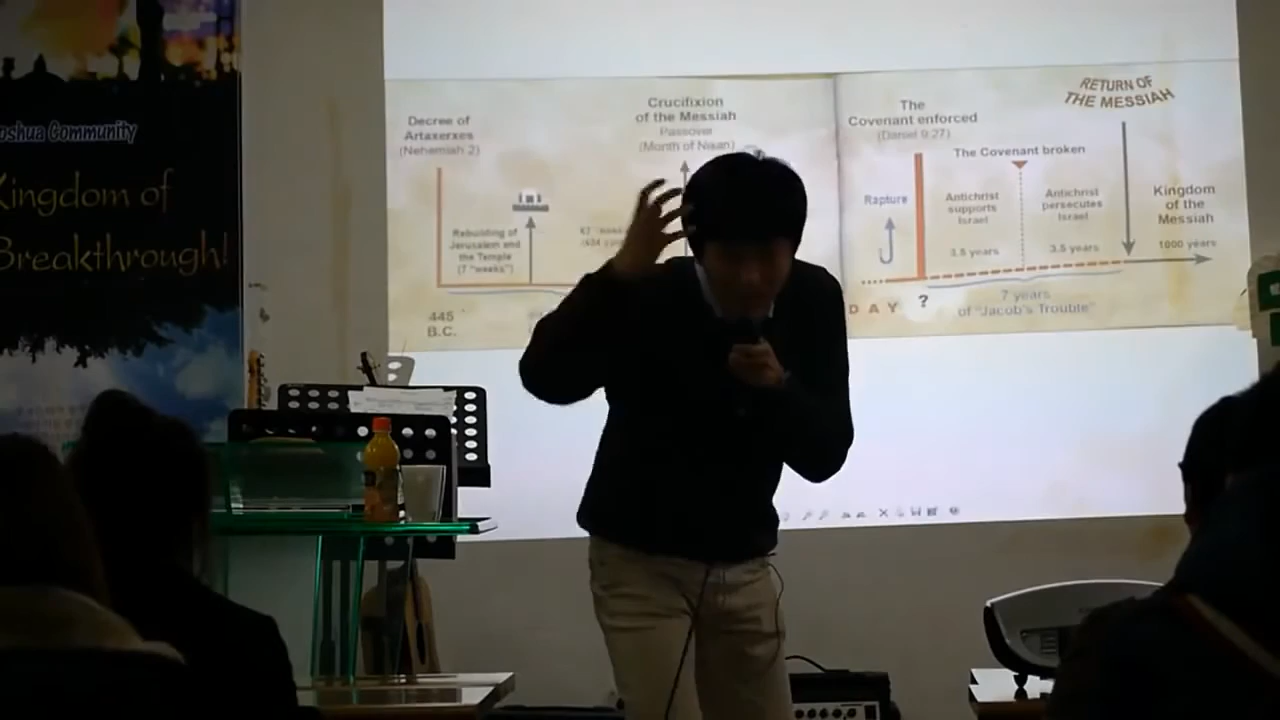 oshua Community
Kingdom of
Breakthrough!
Decree of
Artaxerxes
(Nehemiah 2)
Rebuilding of
Jerusalem and
the Temple
(7 "weeks")
445
B.C.
Crucifixion
of the Messiah
Passover
(Month of Nisan)
The
Covenant enforced
(Daniel 9:27)
The Covenant broken
RETURN OF
THE MESSIAH
Rapture
Antichrist
supports
Israel
3.5 years
Antichrist
persecutes
Israel
3.5 years
Kingdom
of the
Messiah
1000 years
DAY ?
7 years
of "Jacob's Trouble"